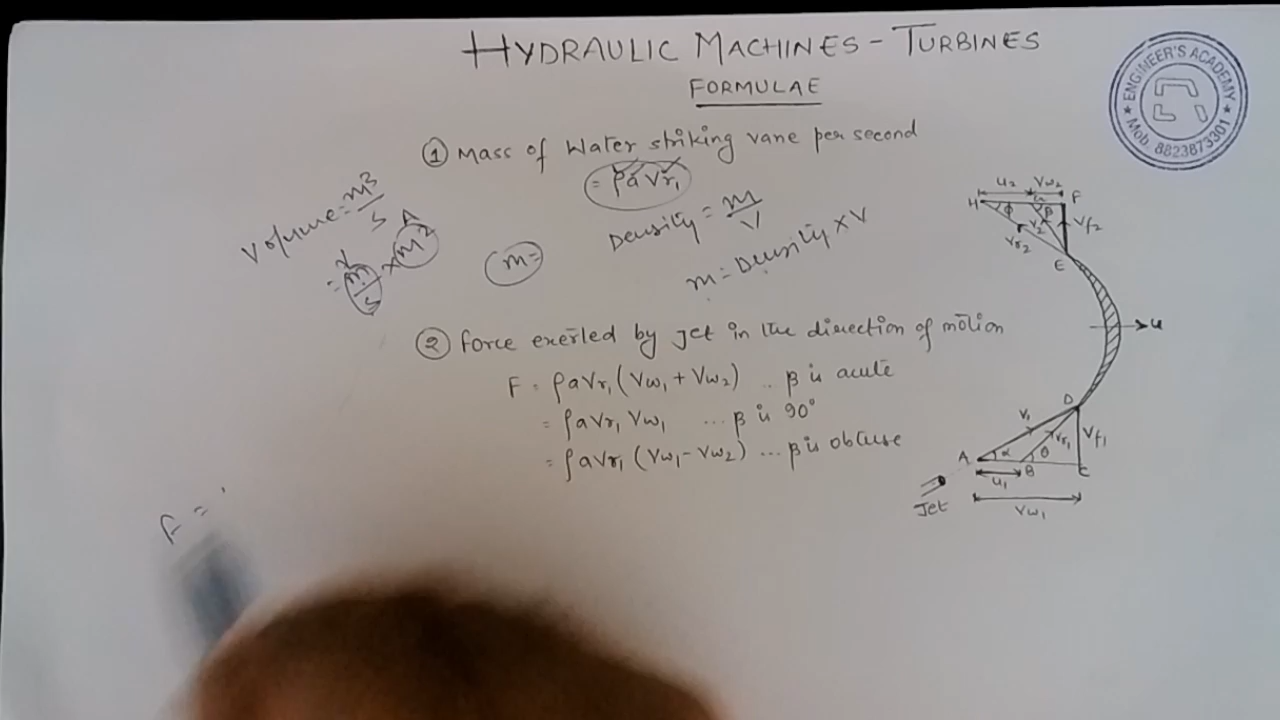 HYDRAULIC MACHINES - TURBINES
FORMULAE
ENGINEER'S ACADEMY
Mob. 8823873301
① Mass of Water striking vane per second
= ρaVr₁
Volume = m³/s
= m/s × m²
V
A
m =
Density = m/V
m = Density × V
② Force exerted by Jet in the direction of motion
F = ρaVr₁ (Vw₁ + Vw₂) ... β is acute
= ρaVr₁ Vw₁ ... β is 90°
= ρaVr₁ (Vw₁ - Vw₂) ... β is obtuse
F =
u₂ Vw₂
H φ β F
Vr₂ V₂ Vf₂
E
u
D
V₁ Vr₁ Vf₁
A α θ
u₁ B C
Jet
Vw₁